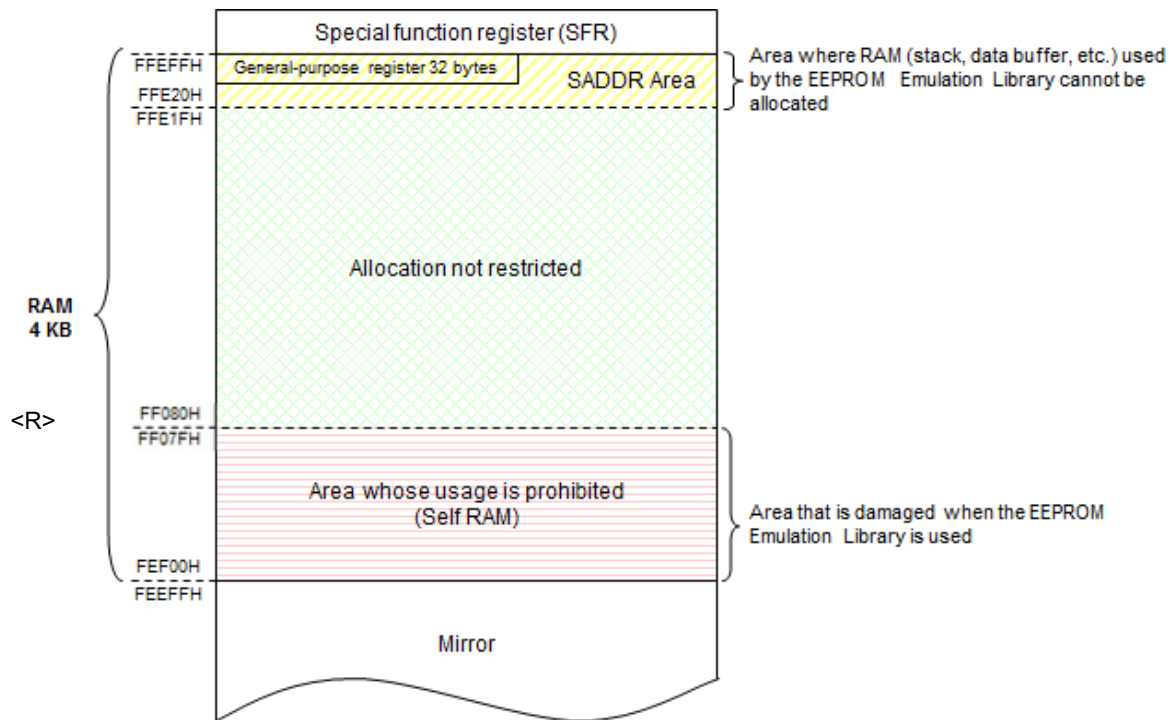 Special function register (SFR)
FFEFFH
General-purpose register 32 bytes
SADDR Area
FFE20H
FFE1FH
Area where RAM (stack, data buffer, etc.) used
by the EEPROM Emulation Library cannot be
allocated
Allocation not restricted
RAM
4 KB
<R>
FF080H
FF07FH
Area whose usage is prohibited
(Self RAM)
Area that is damaged when the EEPROM
Emulation Library is used
FEF00H
FEEFFH
Mirror